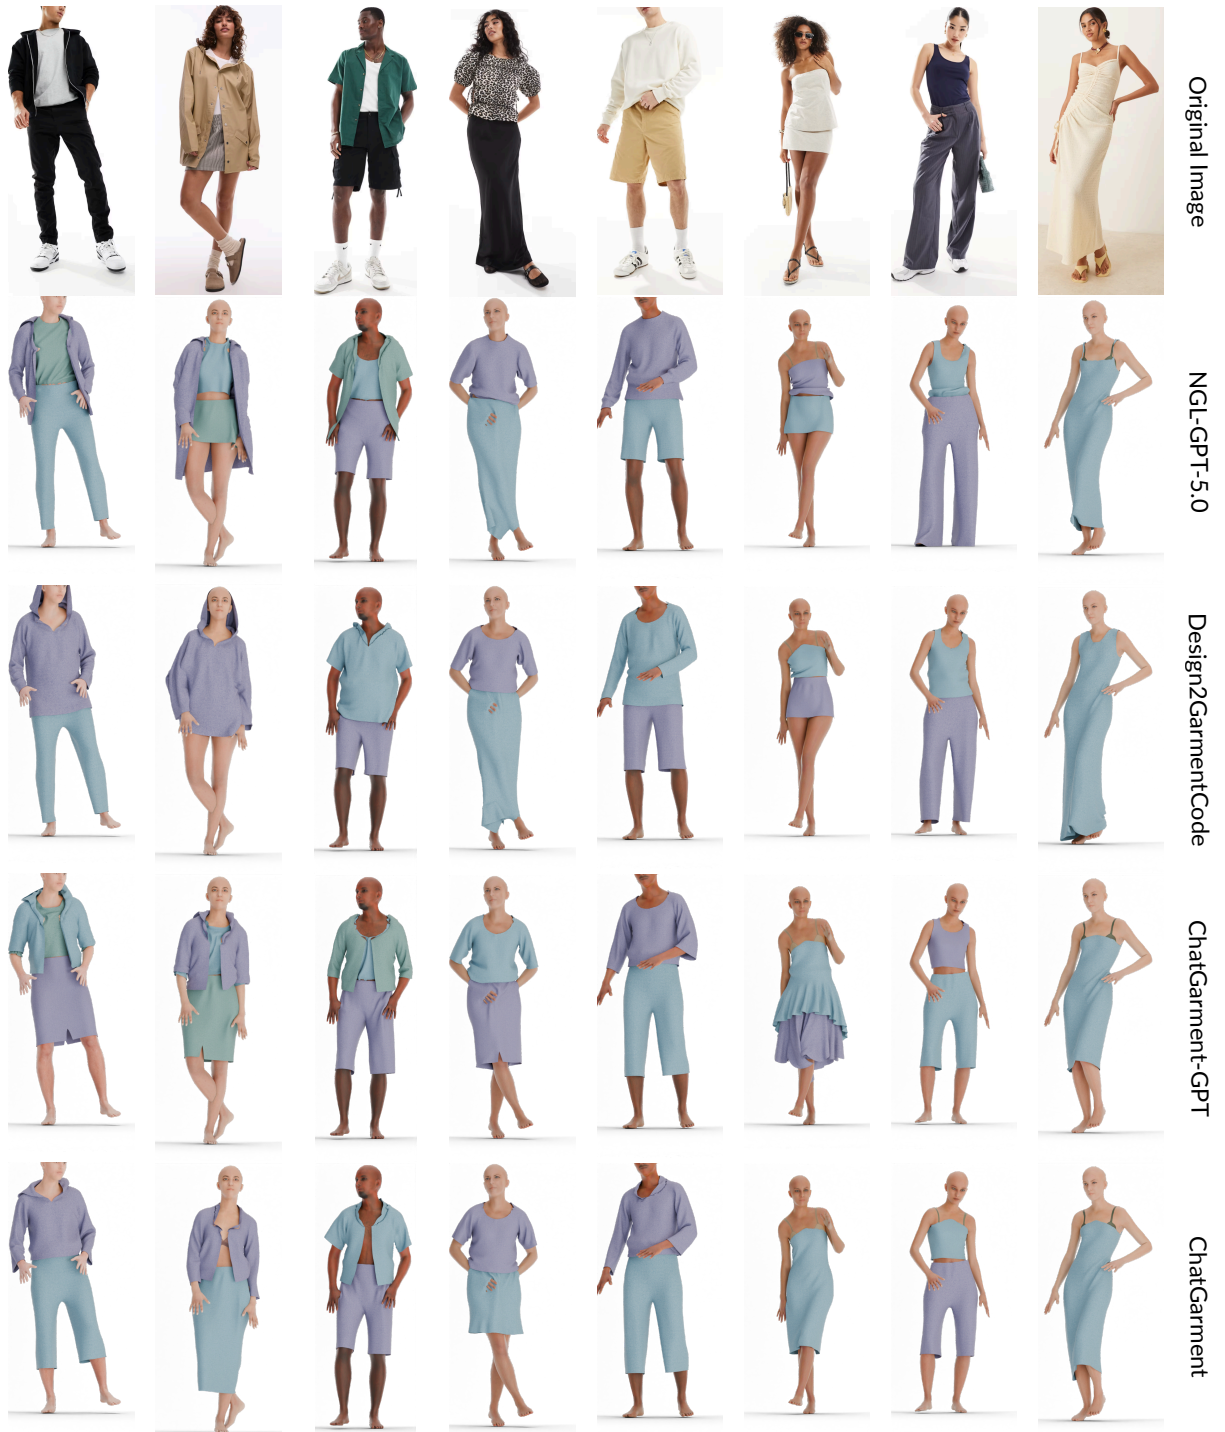 Original Image
NGL-GPT-5.0
Design2GarmentCode
ChatGarment-GPT
ChatGarment